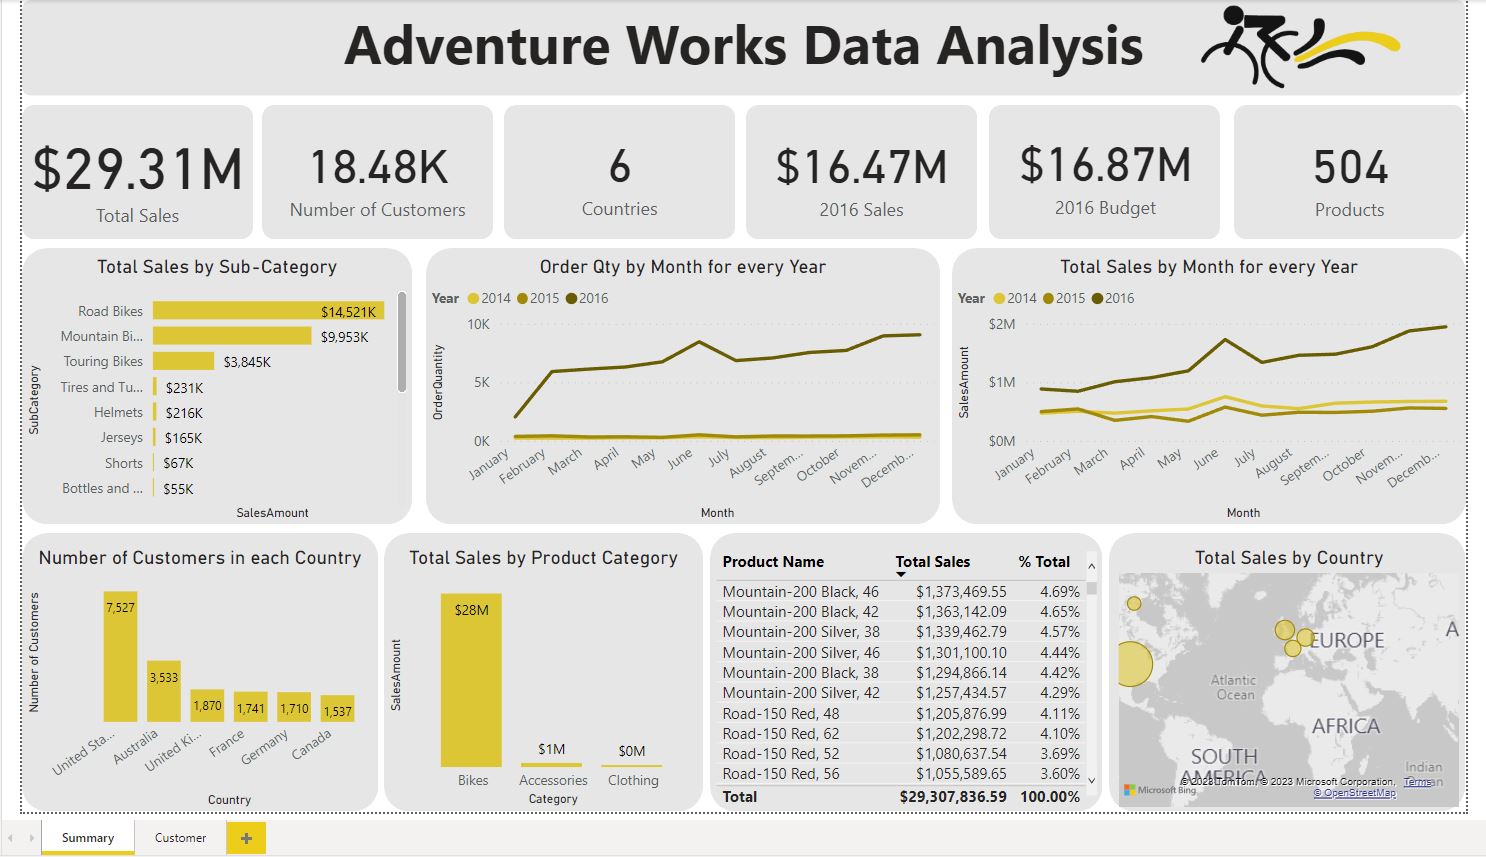 Adventure Works Data Analysis
$29.31M
Total Sales
18.48K
Number of Customers
6
Countries
$16.47M
2016 Sales
$16.87M
2016 Budget
504
Products
Total Sales by Sub-Category
SubCategory
Road Bikes $14,521K
Mountain Bi... $9,953K
Touring Bikes $3,845K
Tires and Tu... $231K
Helmets $216K
Jerseys $165K
Shorts $67K
Bottles and ... $55K
SalesAmount
Order Qty by Month for every Year
Year 2014 2015 2016
OrderQuantity
10K
5K
0K
January February March April May June July August Septem... October Novem... Decemb...
Month
Total Sales by Month for every Year
Year 2014 2015 2016
SalesAmount
$2M
$1M
$0M
January February March April May June July August Septem... October Novem... Decemb...
Month
Number of Customers in each Country
Number of Customers
7,527 3,533 1,870 1,741 1,710 1,537
United Sta... Australia United Ki... France Germany Canada
Country
Total Sales by Product Category
SalesAmount
$28M $1M $0M
Bikes Accessories Clothing
Category
Product Name Total Sales % Total
Mountain-200 Black, 46 $1,373,469.55 4.69%
Mountain-200 Black, 42 $1,363,142.09 4.65%
Mountain-200 Silver, 38 $1,339,462.79 4.57%
Mountain-200 Silver, 46 $1,301,100.10 4.44%
Mountain-200 Black, 38 $1,294,866.14 4.42%
Mountain-200 Silver, 42 $1,257,434.57 4.29%
Road-150 Red, 48 $1,205,876.99 4.11%
Road-150 Red, 62 $1,202,298.72 4.10%
Road-150 Red, 52 $1,080,637.54 3.69%
Road-150 Red, 56 $1,055,589.65 3.60%
Total $29,307,836.59 100.00%
Total Sales by Country
EUROPE
A
Atlantic
Ocean
AFRICA
SOUTH
AMERICA
Indian
Microsoft Bing
© 2023 TomTom, © 2023 Microsoft Corporation, Terms
© OpenStreetMap
Summary
Customer
+